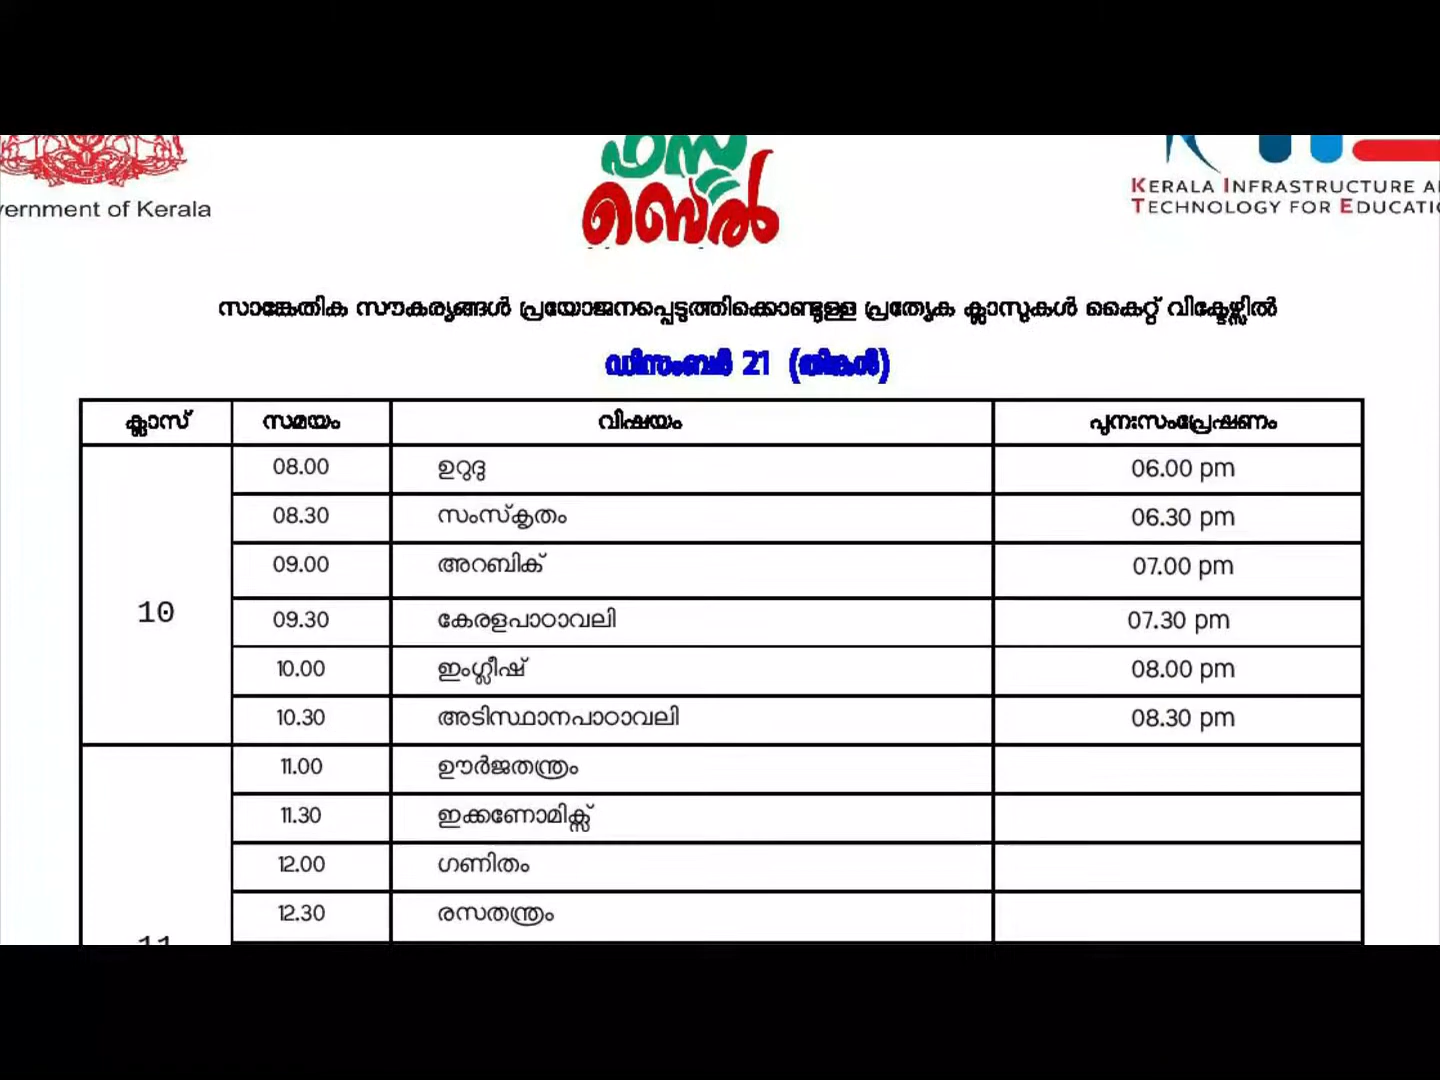 ഫസ്റ്റ്
ബെൽ
vernment of Kerala
KERALA INFRASTRUCTURE A
TECHNOLOGY FOR EDUCATI
സാങ്കേതിക സൗകര്യങ്ങൾ പ്രയോജനപ്പെടുത്തിക്കൊണ്ടുള്ള പ്രത്യേക ക്ലാസുകൾ കൈറ്റ് വിക്ടേഴ്സിൽ
ഡിസംബർ 21 (തിങ്കൾ)
ക്ലാസ് സമയം വിഷയം പുനഃസംപ്രേഷണം
08.00 ഉറുദു 06.00 pm
08.30 സംസ്കൃതം 06.30 pm
09.00 അറബിക് 07.00 pm
10
09.30 കേരളപാഠാവലി 07.30 pm
10.00 ഇംഗ്ലീഷ് 08.00 pm
10.30 അടിസ്ഥാനപാഠാവലി 08.30 pm
11.00 ഊർജതന്ത്രം
11.30 ഇക്കണോമിക്സ്
12.00 ഗണിതം
12.30 രസതന്ത്രം
11